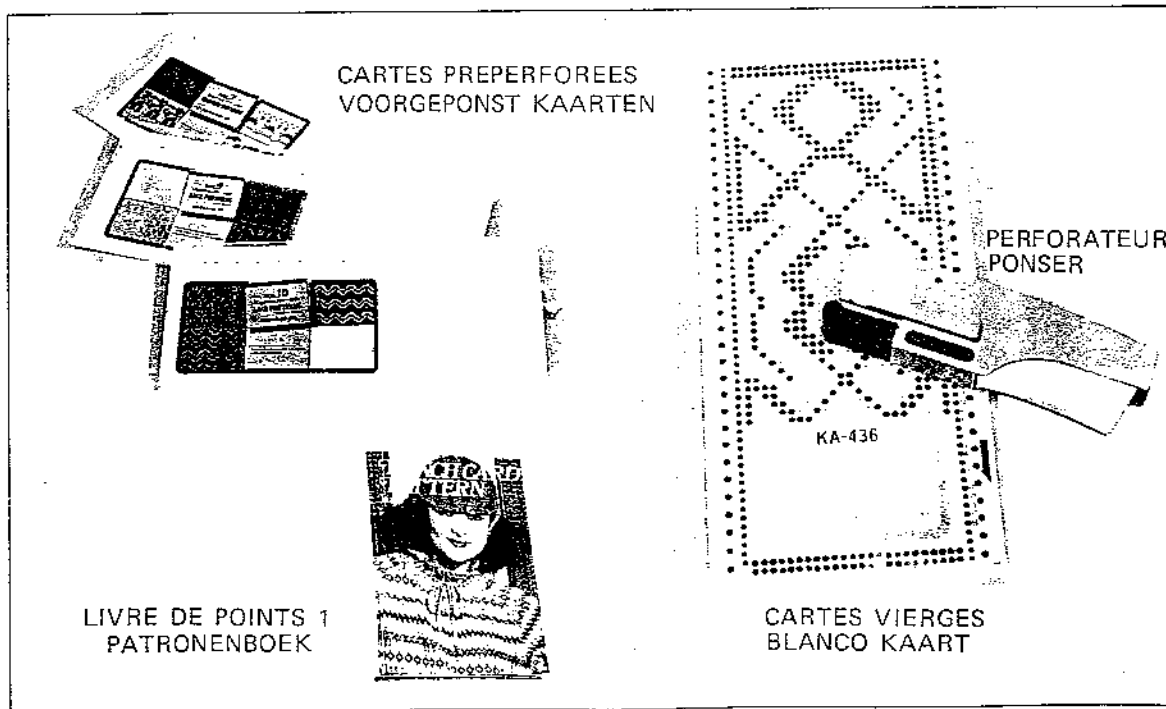 CARTES PREPERFOREES
VOORGEPONST KAARTEN
PERFORATEUR
PONSER
KA-436
LIVRE DE POINTS 1
PATRONENBOEK
CARTES VIERGES
BLANCO KAART